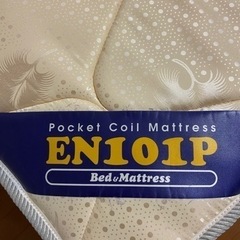 Pocket Coil Mattress
EN101P
Bed&Mattress